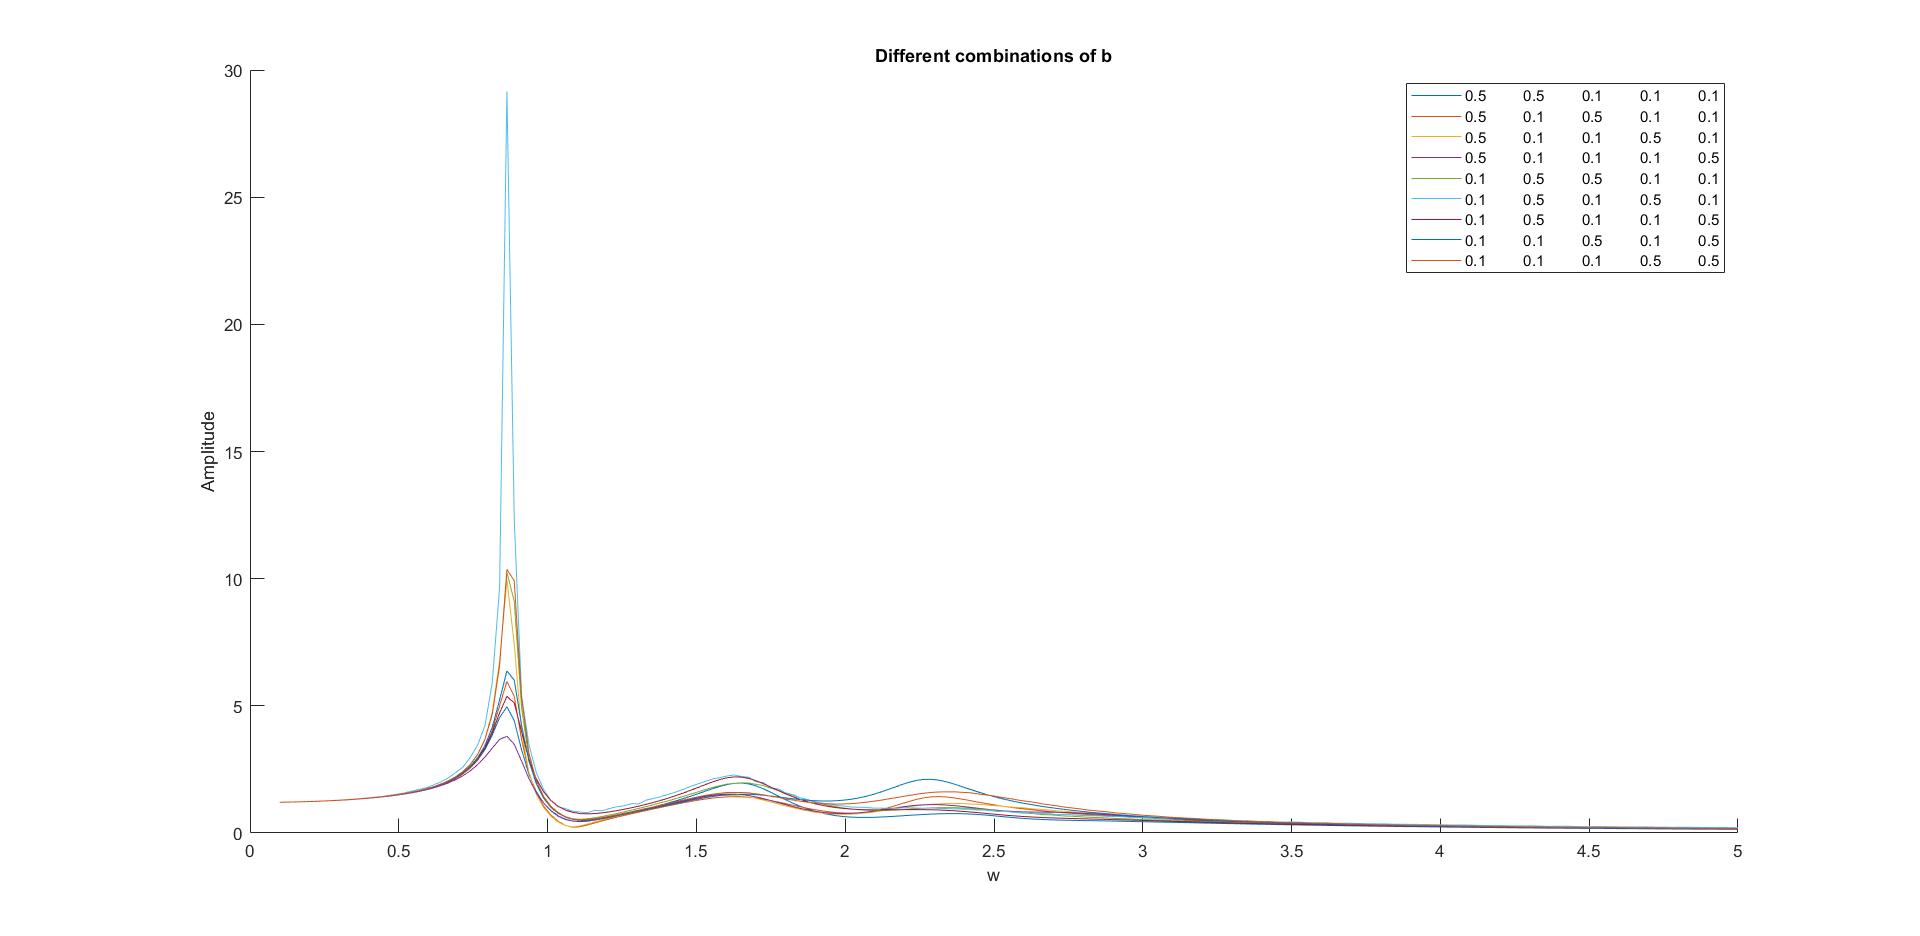 Different combinations of b
30
25
20
15
10
5
0
Amplitude
0.5 0.5 0.1 0.1 0.1
0.5 0.1 0.5 0.1 0.1
0.5 0.1 0.1 0.5 0.1
0.5 0.1 0.1 0.1 0.5
0.1 0.5 0.5 0.1 0.1
0.1 0.5 0.1 0.5 0.1
0.1 0.5 0.1 0.1 0.5
0.1 0.1 0.5 0.1 0.5
0.1 0.1 0.1 0.5 0.5
0 0.5 1 1.5 2 2.5 3 3.5 4 4.5 5
w